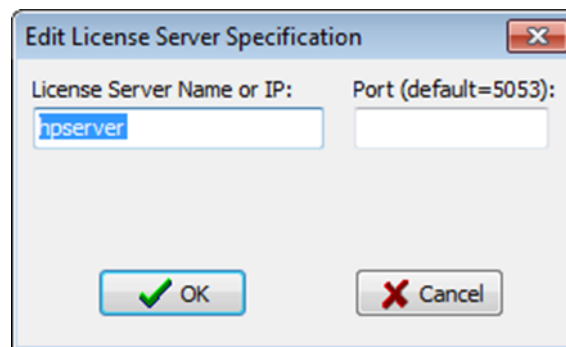 Edit License Server Specification
License Server Name or IP: Port (default=5053):
hpserver
OK Cancel